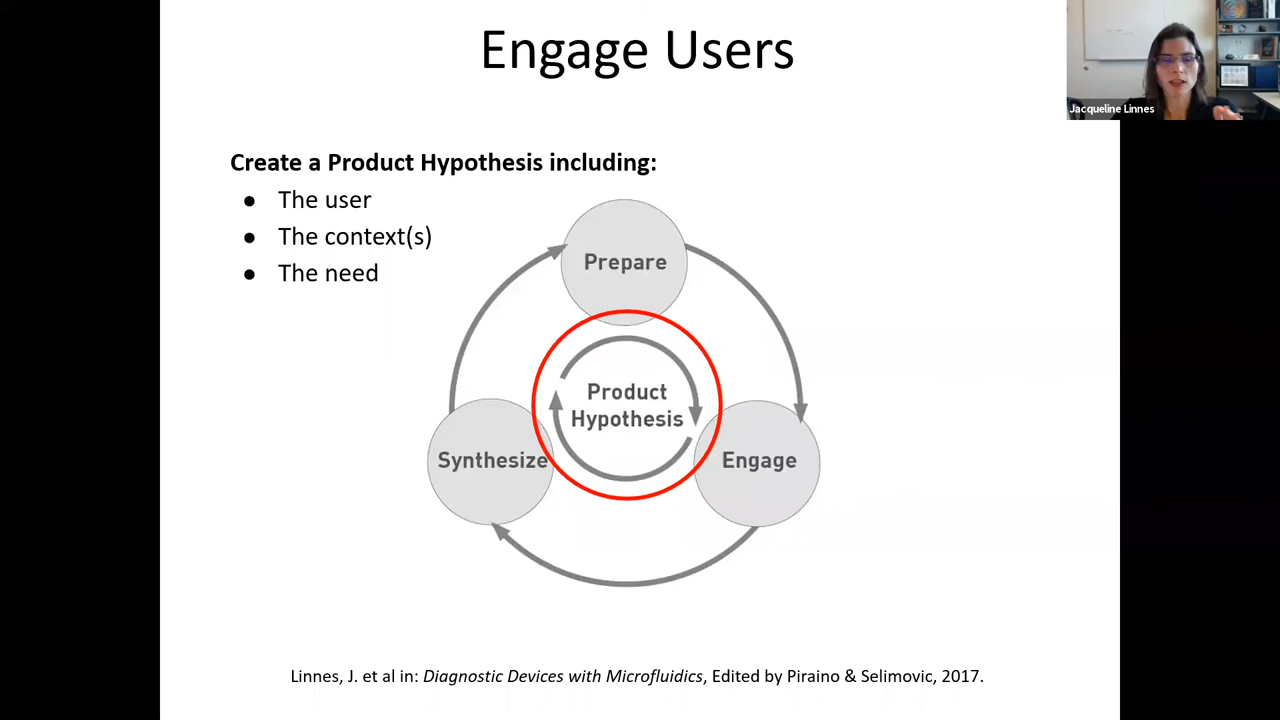 Engage Users
Jacqueline Linnes
Create a Product Hypothesis including:
● The user
● The context(s)
● The need
Prepare
Product
Hypothesis
Synthesize
Engage
Linnes, J. et al in: Diagnostic Devices with Microfluidics, Edited by Piraino & Selimovic, 2017.